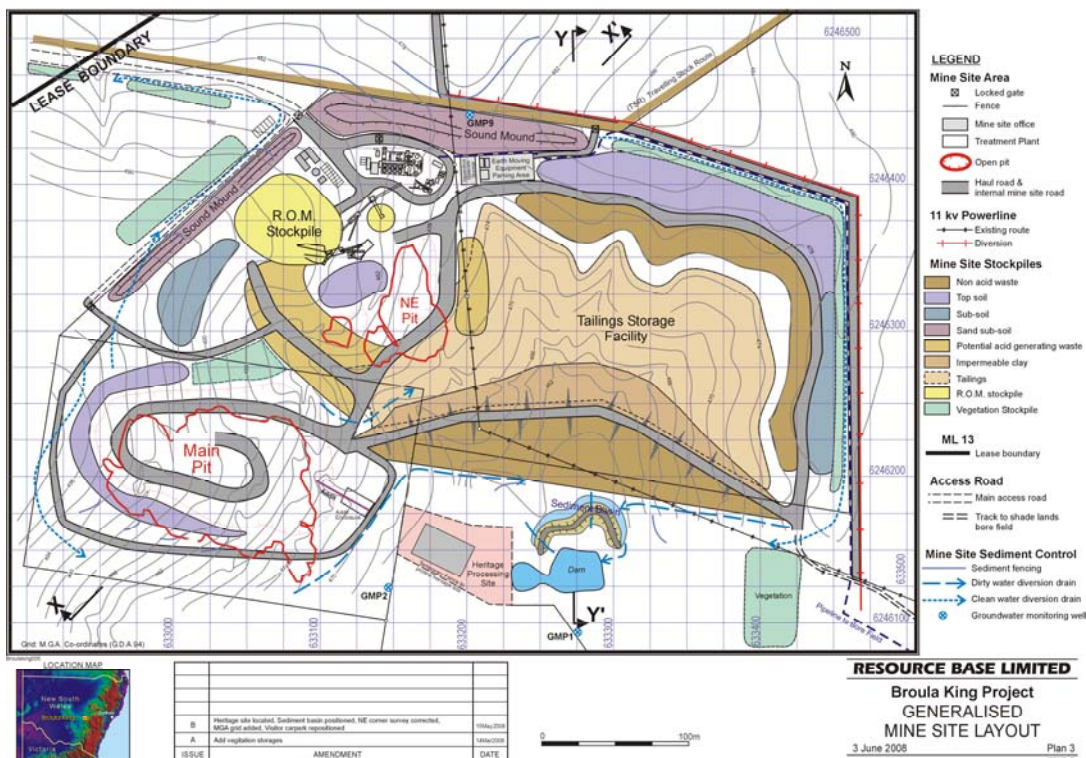 LEASE BOUNDARY
Y
X'
6246500
(TSR) Travelling Stock Route
N
GMP9
Sound Mound
Earth Moving
Equipment
Parking Area
6246400
R.O.M.
Stockpile
Sound Mound
NE
Pit
Tailings Storage
Facility
6246300
Main
Pit
6246200
Sediment Basin
Heritage
Processing
Site
Dam
Vegetation
GMP2
X
Y'
GMP1
Pipeline to Bore Field
6246100
633000
633100
633200
633300
633400
633500
Grid: M.G.A. Co-ordinates (G.D.A 94)
LEGEND
Mine Site Area
Locked gate
Fence
Mine site office
Treatment Plant
Open pit
Haul road &
internal mine site road
11 kv Powerline
Existing route
Diversion
Mine Site Stockpiles
Non acid waste
Top soil
Sub-soil
Sand sub-soil
Potential acid generating waste
Impermeable clay
Tailings
R.O.M. stockpile
Vegetation Stockpile
ML 13
Lease boundary
Access Road
Main access road
Track to shade lands
bore field
Mine Site Sediment Control
Sediment fencing
Dirty water diversion drain
Clean water diversion drain
Groundwater monitoring well
LOCATION MAP
New South
Wales
Broula King
Victoria
B Heritage site located, Sediment basin positioned, NE corner survey corrected,
MGA grid added, Visitor carpark repositioned 15May2008
A Add vegitation storages 14Mar2008
ISSUE AMENDMENT DATE
0 100m
RESOURCE BASE LIMITED
Broula King Project
GENERALISED
MINE SITE LAYOUT
3 June 2008 Plan 3